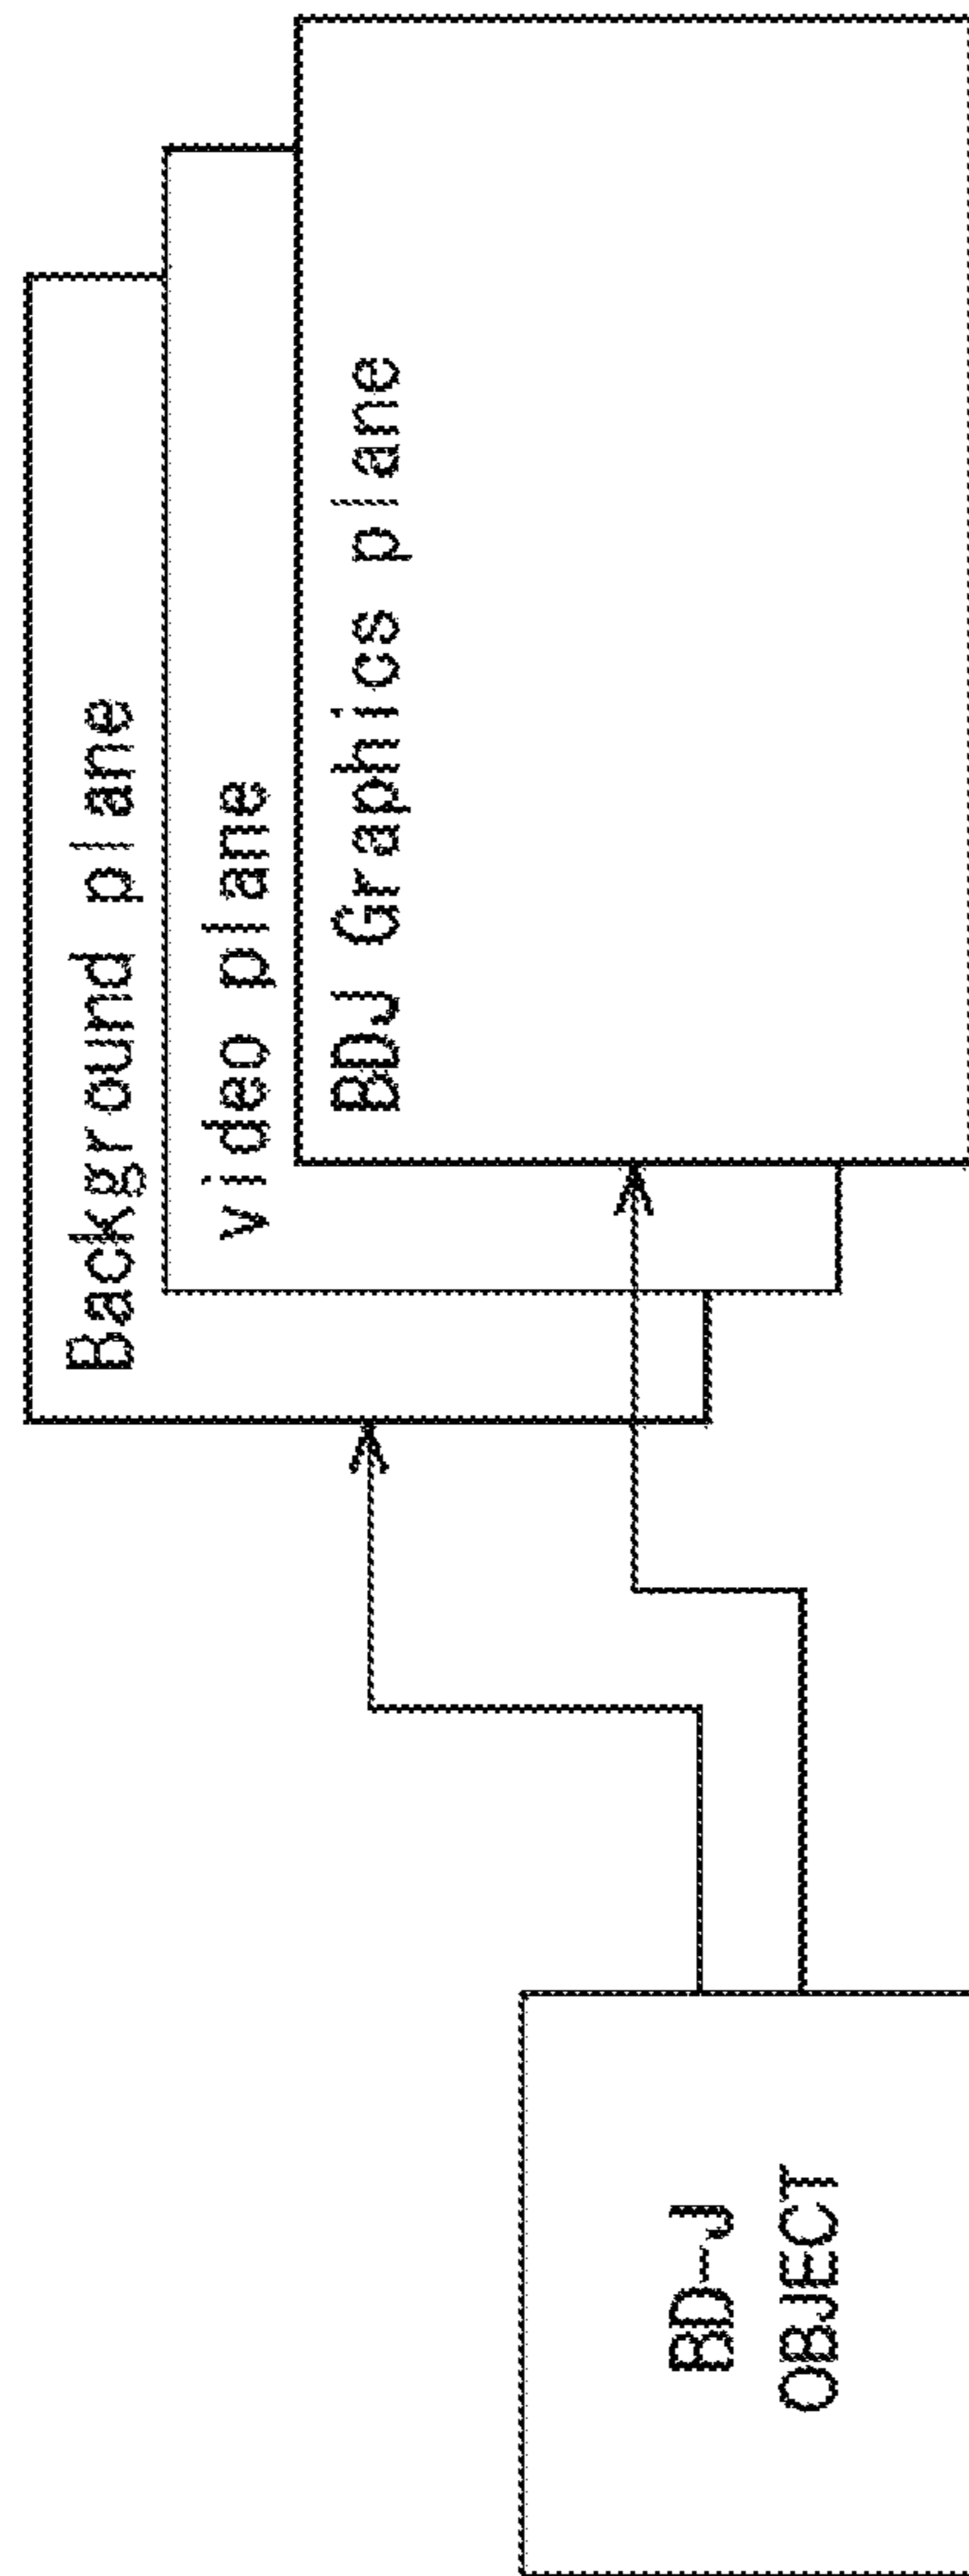 Background plane
video plane
BDJ Graphics plane
BD-J
OBJECT